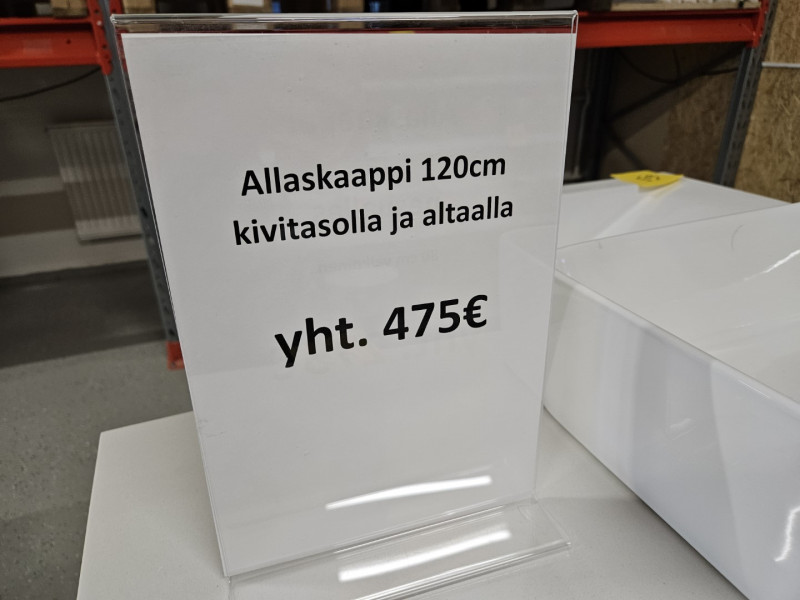 Allaskaappi 120cm
kivitasolla ja altaalla
yht. 475€